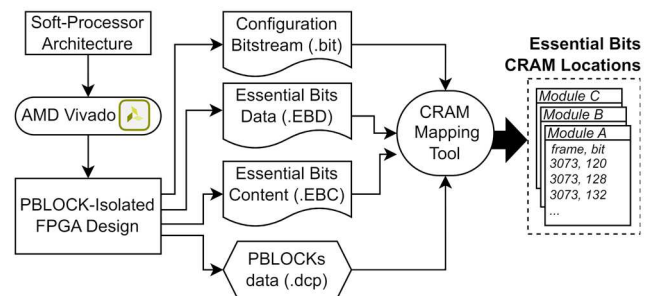 Soft-Processor
Architecture
AMD Vivado
PBLOCK-Isolated
FPGA Design
Configuration
Bitstream (.bit)
Essential Bits
Data (.EBD)
Essential Bits
Content (.EBC)
PBLOCKs
data (.dcp)
CRAM
Mapping
Tool
Essential Bits
CRAM Locations
Module C
Module B
Module A
frame, bit
3073, 120
3073, 128
3073, 132
...